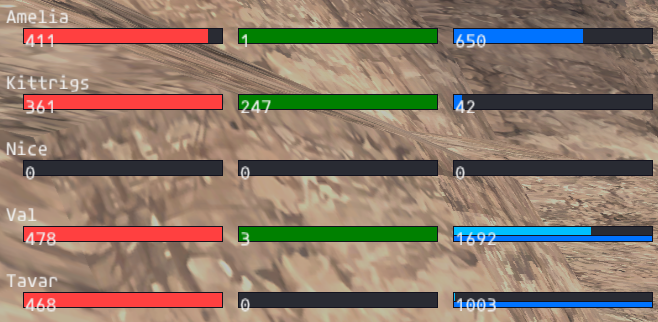 Amelia
411 1 650
Kittrigs
361 247 42
Nice
0 0 0
Val
478 3 1692
Tavar
468 0 1003